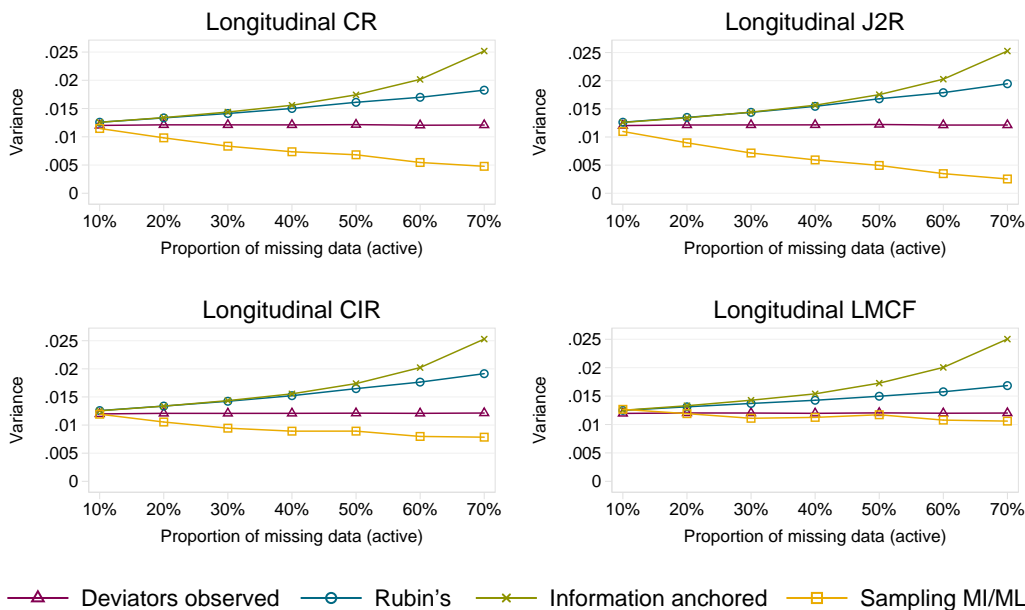 Longitudinal CR
Longitudinal J2R
.025
.02
.015
.01
.005
0
Variance
10% 20% 30% 40% 50% 60% 70%
Proportion of missing data (active)
.025
.02
.015
.01
.005
0
Variance
10% 20% 30% 40% 50% 60% 70%
Proportion of missing data (active)
Longitudinal CIR
Longitudinal LMCF
.025
.02
.015
.01
.005
0
Variance
10% 20% 30% 40% 50% 60% 70%
Proportion of missing data (active)
.025
.02
.015
.01
.005
0
Variance
10% 20% 30% 40% 50% 60% 70%
Proportion of missing data (active)
Deviators observed Rubin's Information anchored Sampling MI/ML